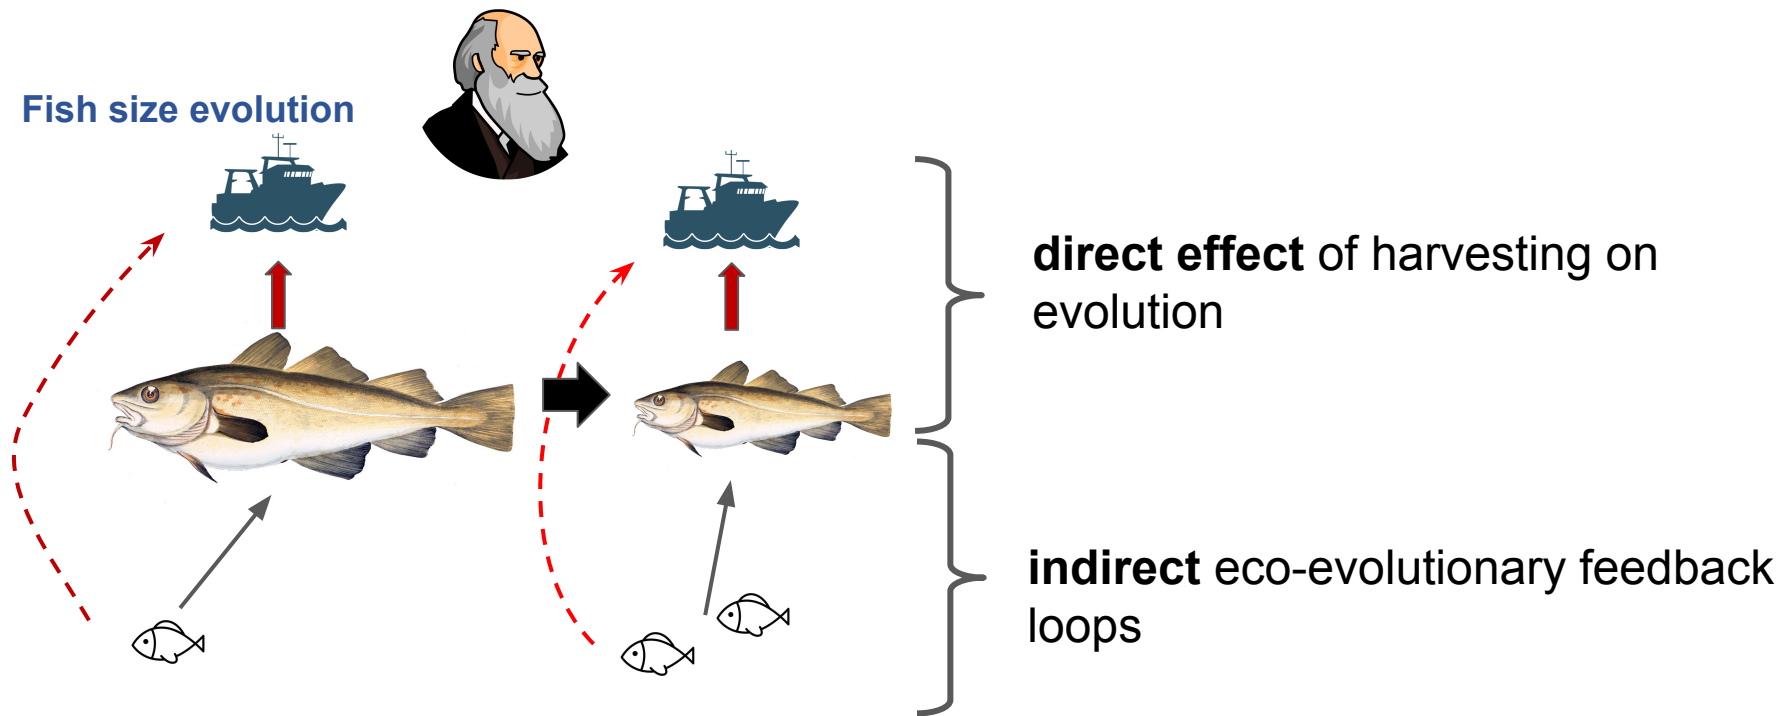 Fish size evolution
direct effect of harvesting on
evolution
indirect eco-evolutionary feedback
loops